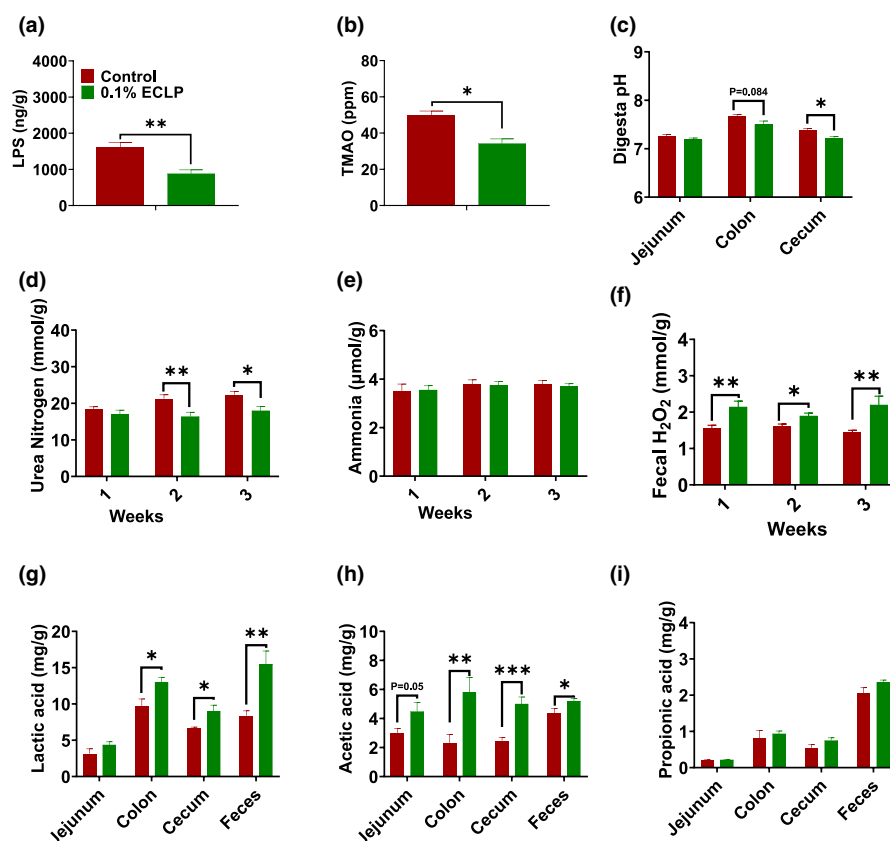 (a)
LPS (ng/g)
4000
3000
2000
1000
0
Control
0.1% ECLP
**
(b)
TMAO (ppm)
80
60
40
20
0
*
(c)
Digesta pH
9
8
7
6
P=0.084
*
Jejunum
Colon
Cecum
(d)
Urea Nitrogen (mmol/g)
40
30
20
10
0
**
*
1
2
3
Weeks
(e)
Ammonia (µmol/g)
6
4
2
0
1
2
3
Weeks
(f)
Fecal H₂O₂ (mmol/g)
4
3
2
1
0
**
*
**
1
2
3
Weeks
(g)
Lactic acid (mg/g)
20
15
10
5
0
*
*
**
Jejunum
Colon
Cecum
Feces
(h)
Acetic acid (mg/g)
10
8
6
4
2
0
P=0.05
**
***
*
Jejunum
Colon
Cecum
Feces
(i)
Propionic acid (mg/g)
4
3
2
1
0
Jejunum
Colon
Cecum
Feces